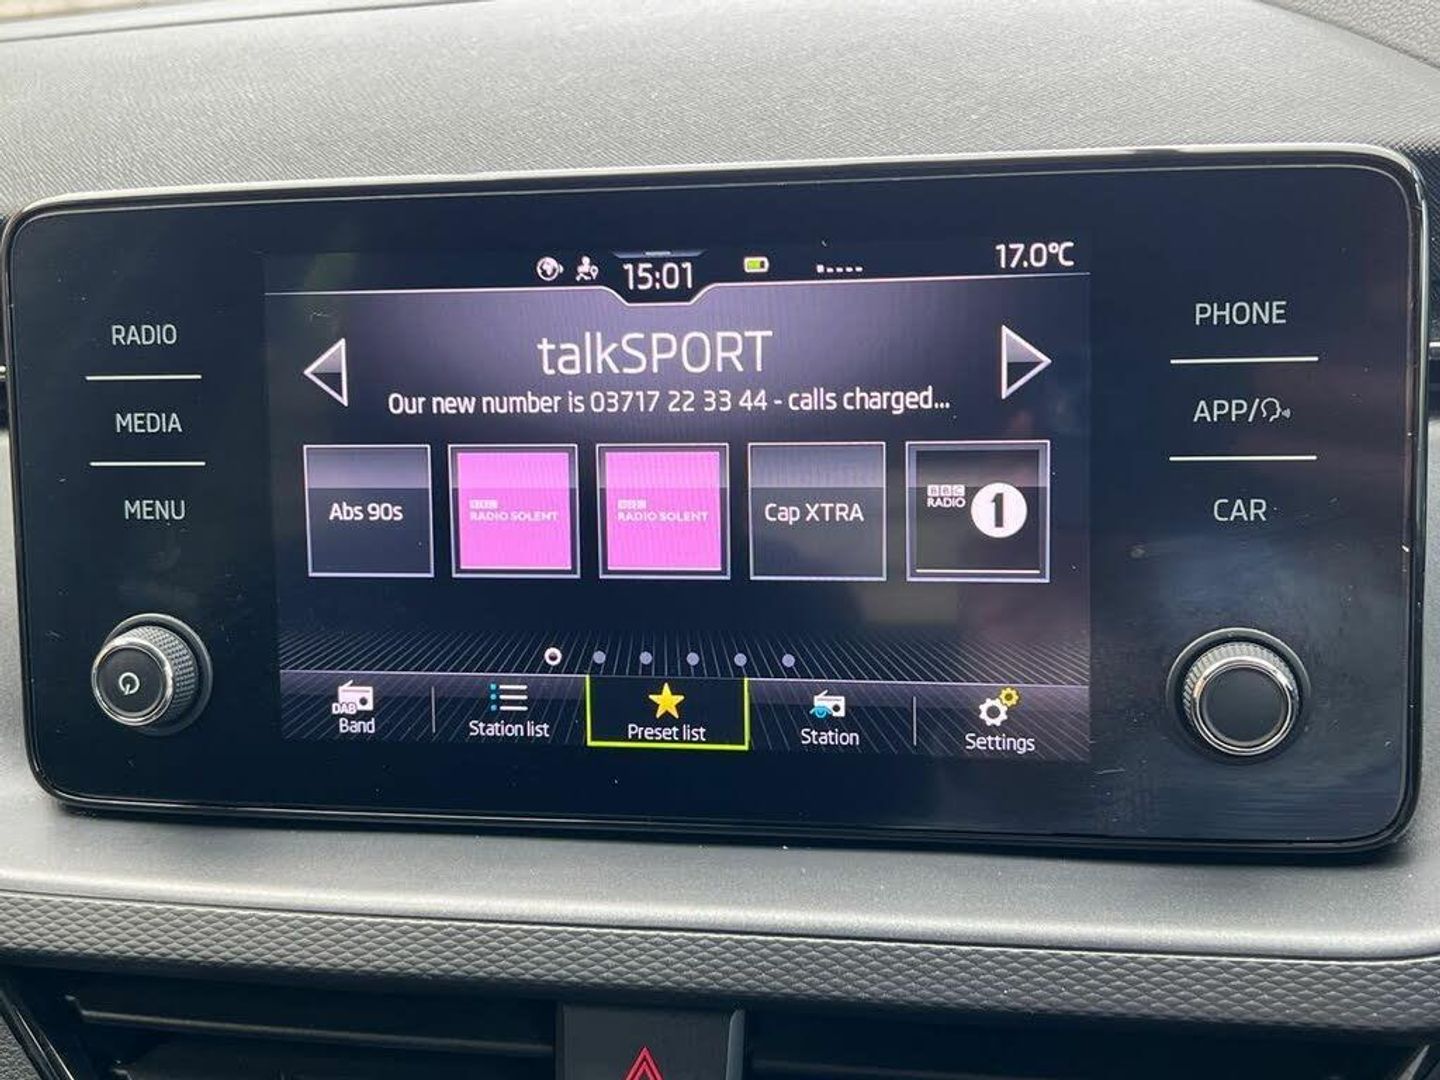 15:01
17.0°C
RADIO
MEDIA
MENU
talkSPORT
Our new number is 03717 22 33 44 - calls charged...
Abs 90s
BBC
RADIO SOLENT
BBC
RADIO SOLENT
Cap XTRA
BBC
RADIO
1
DAB
Band
Station list
Preset list
Station
Settings
PHONE
APP/
CAR